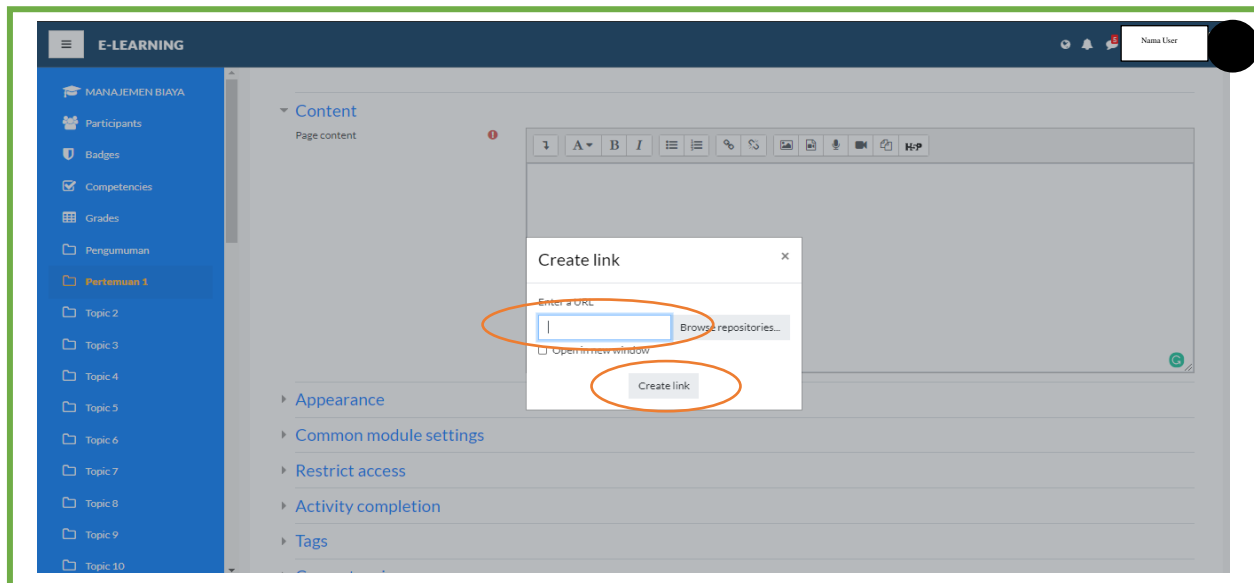 E-LEARNING
5
Nama User
MANAJEMEN BIAYA
Participants
Badges
Competencies
Grades
Pengumuman
Pertemuan 1
Topic 2
Topic 3
Topic 4
Topic 5
Topic 6
Topic 7
Topic 8
Topic 9
Topic 10
Content
Page content
A B I H-P
Create link ×
Enter a URL
Browse repositories...
Open in new window
Create link
G
Appearance
Common module settings
Restrict access
Activity completion
Tags